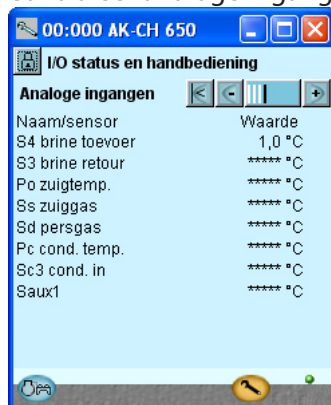 00:000 AK-CH 650
I/O status en handbediening
Analoge ingangen
Naam/sensor Waarde
S4 brine toevoer 1,0 °C
S3 brine retour ***** °C
Po zuigtemp. ***** °C
Ss zuiggas ***** °C
Sd persgas ***** °C
Pc cond. temp. ***** °C
Sc3 cond. in ***** °C
Saux1 ***** °C